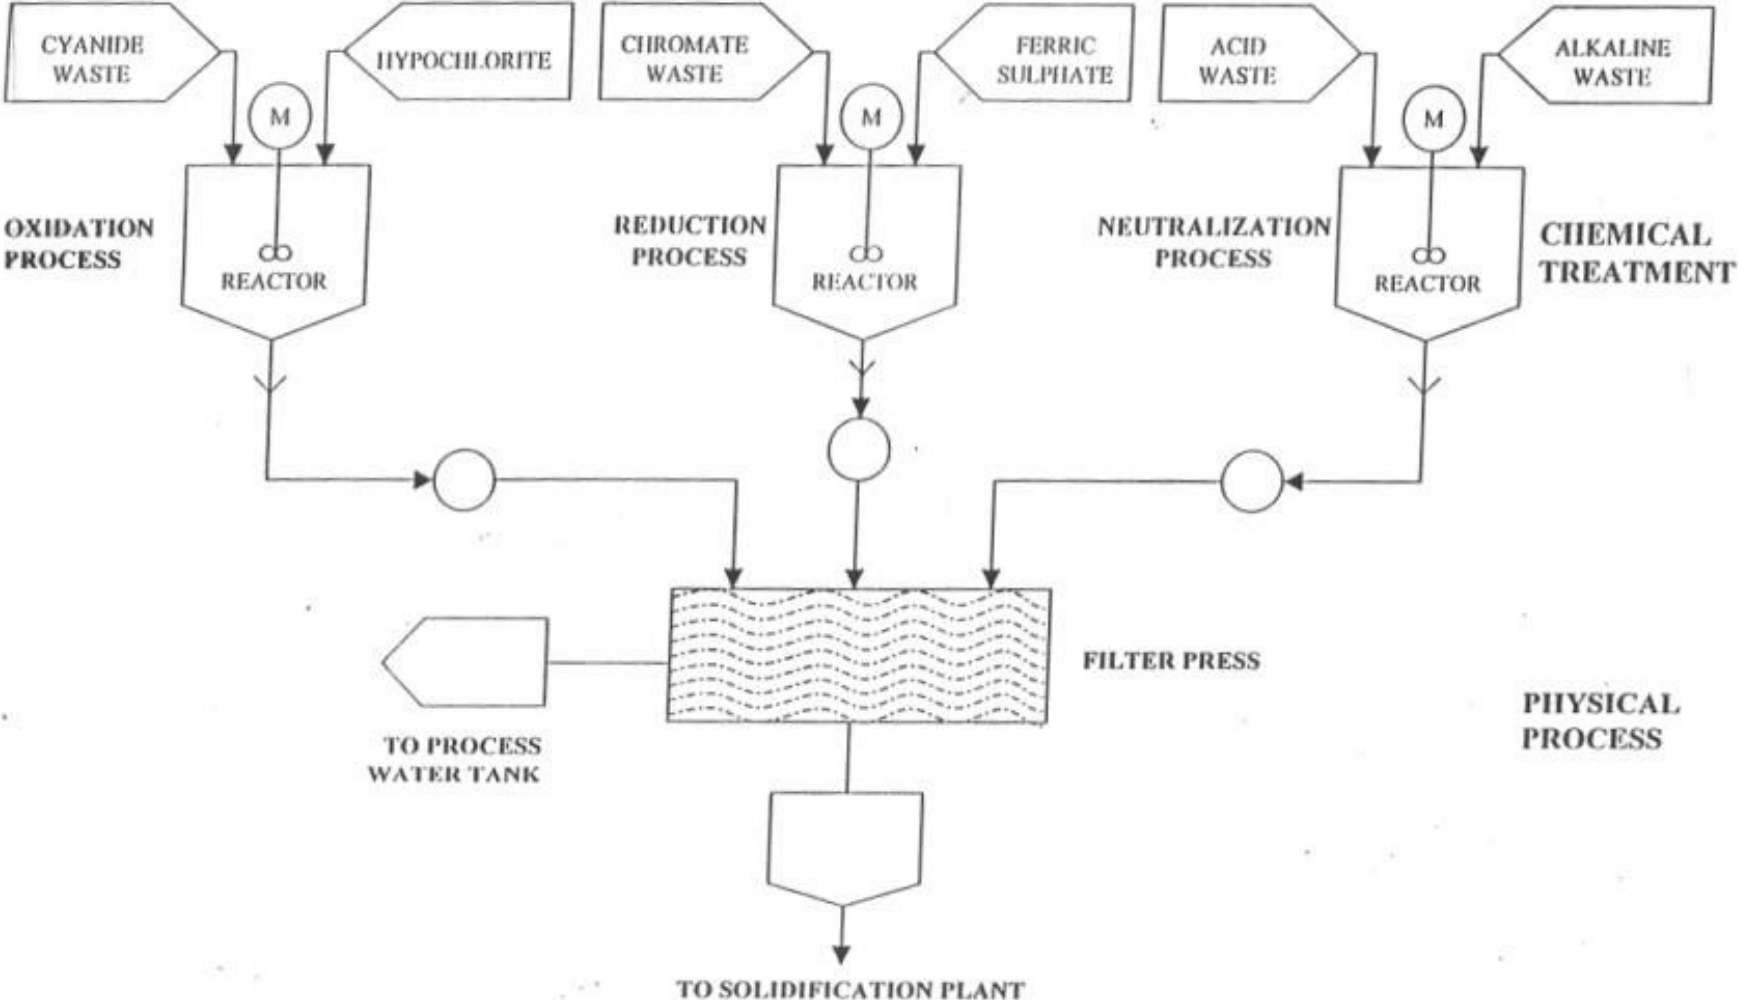 CYANIDE
WASTE
HYPOCHLORITE
CHROMATE
WASTE
FERRIC
SULPHATE
ACID
WASTE
ALKALINE
WASTE
M
M
M
OXIDATION
PROCESS
REACTOR
REDUCTION
PROCESS
REACTOR
NEUTRALIZATION
PROCESS
REACTOR
CHEMICAL
TREATMENT
FILTER PRESS
PHYSICAL
PROCESS
TO PROCESS
WATER TANK
TO SOLIDIFICATION PLANT